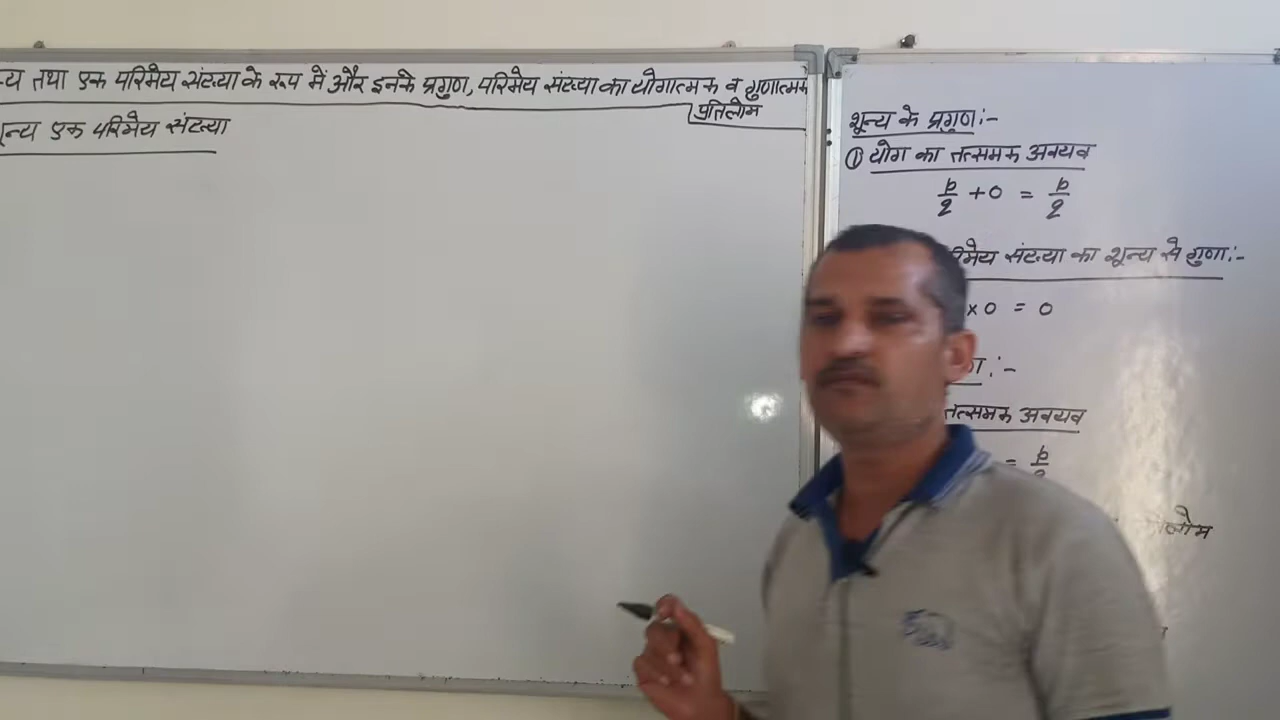 तथा एक परिमेय संख्या के रूप में और इनके प्रगुण, परिमेय संख्या का योगात्मक व गुणात्मक
प्रतिलोम
एक परिमेय संख्या
शून्य के प्रगुण:-
① योग का तत्समक अवयव
p/q + 0 = p/q
संख्या का शून्य से गुणा:-
× 0 = 0
तत्समक अवयव
= p